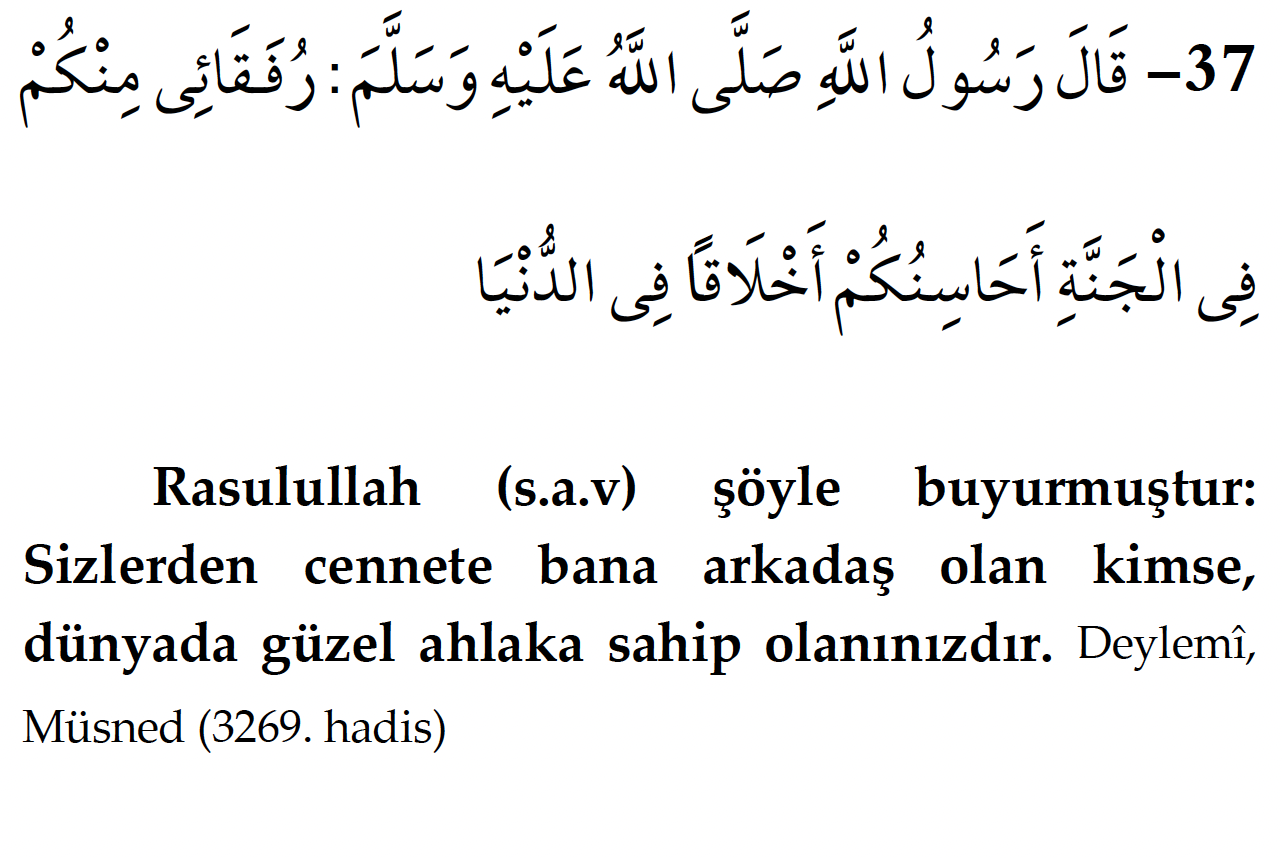 37– قَالَ رَسُولُ اللَّهِ صَلَّى اللَّهُ عَلَيْهِ وَسَلَّمَ : رُفَقَائِى مِنْكُمْ
فِى الْجَنَّةِ أَحَاسِنُكُمْ أَخْلَاقاً فِى الدُّنْيَا
Rasulullah (s.a.v) şöyle buyurmuştur:
Sizlerden cennete bana arkadaş olan kimse,
dünyada güzel ahlaka sahip olanınızdır. Deylemî,
Müsned (3269. hadis)